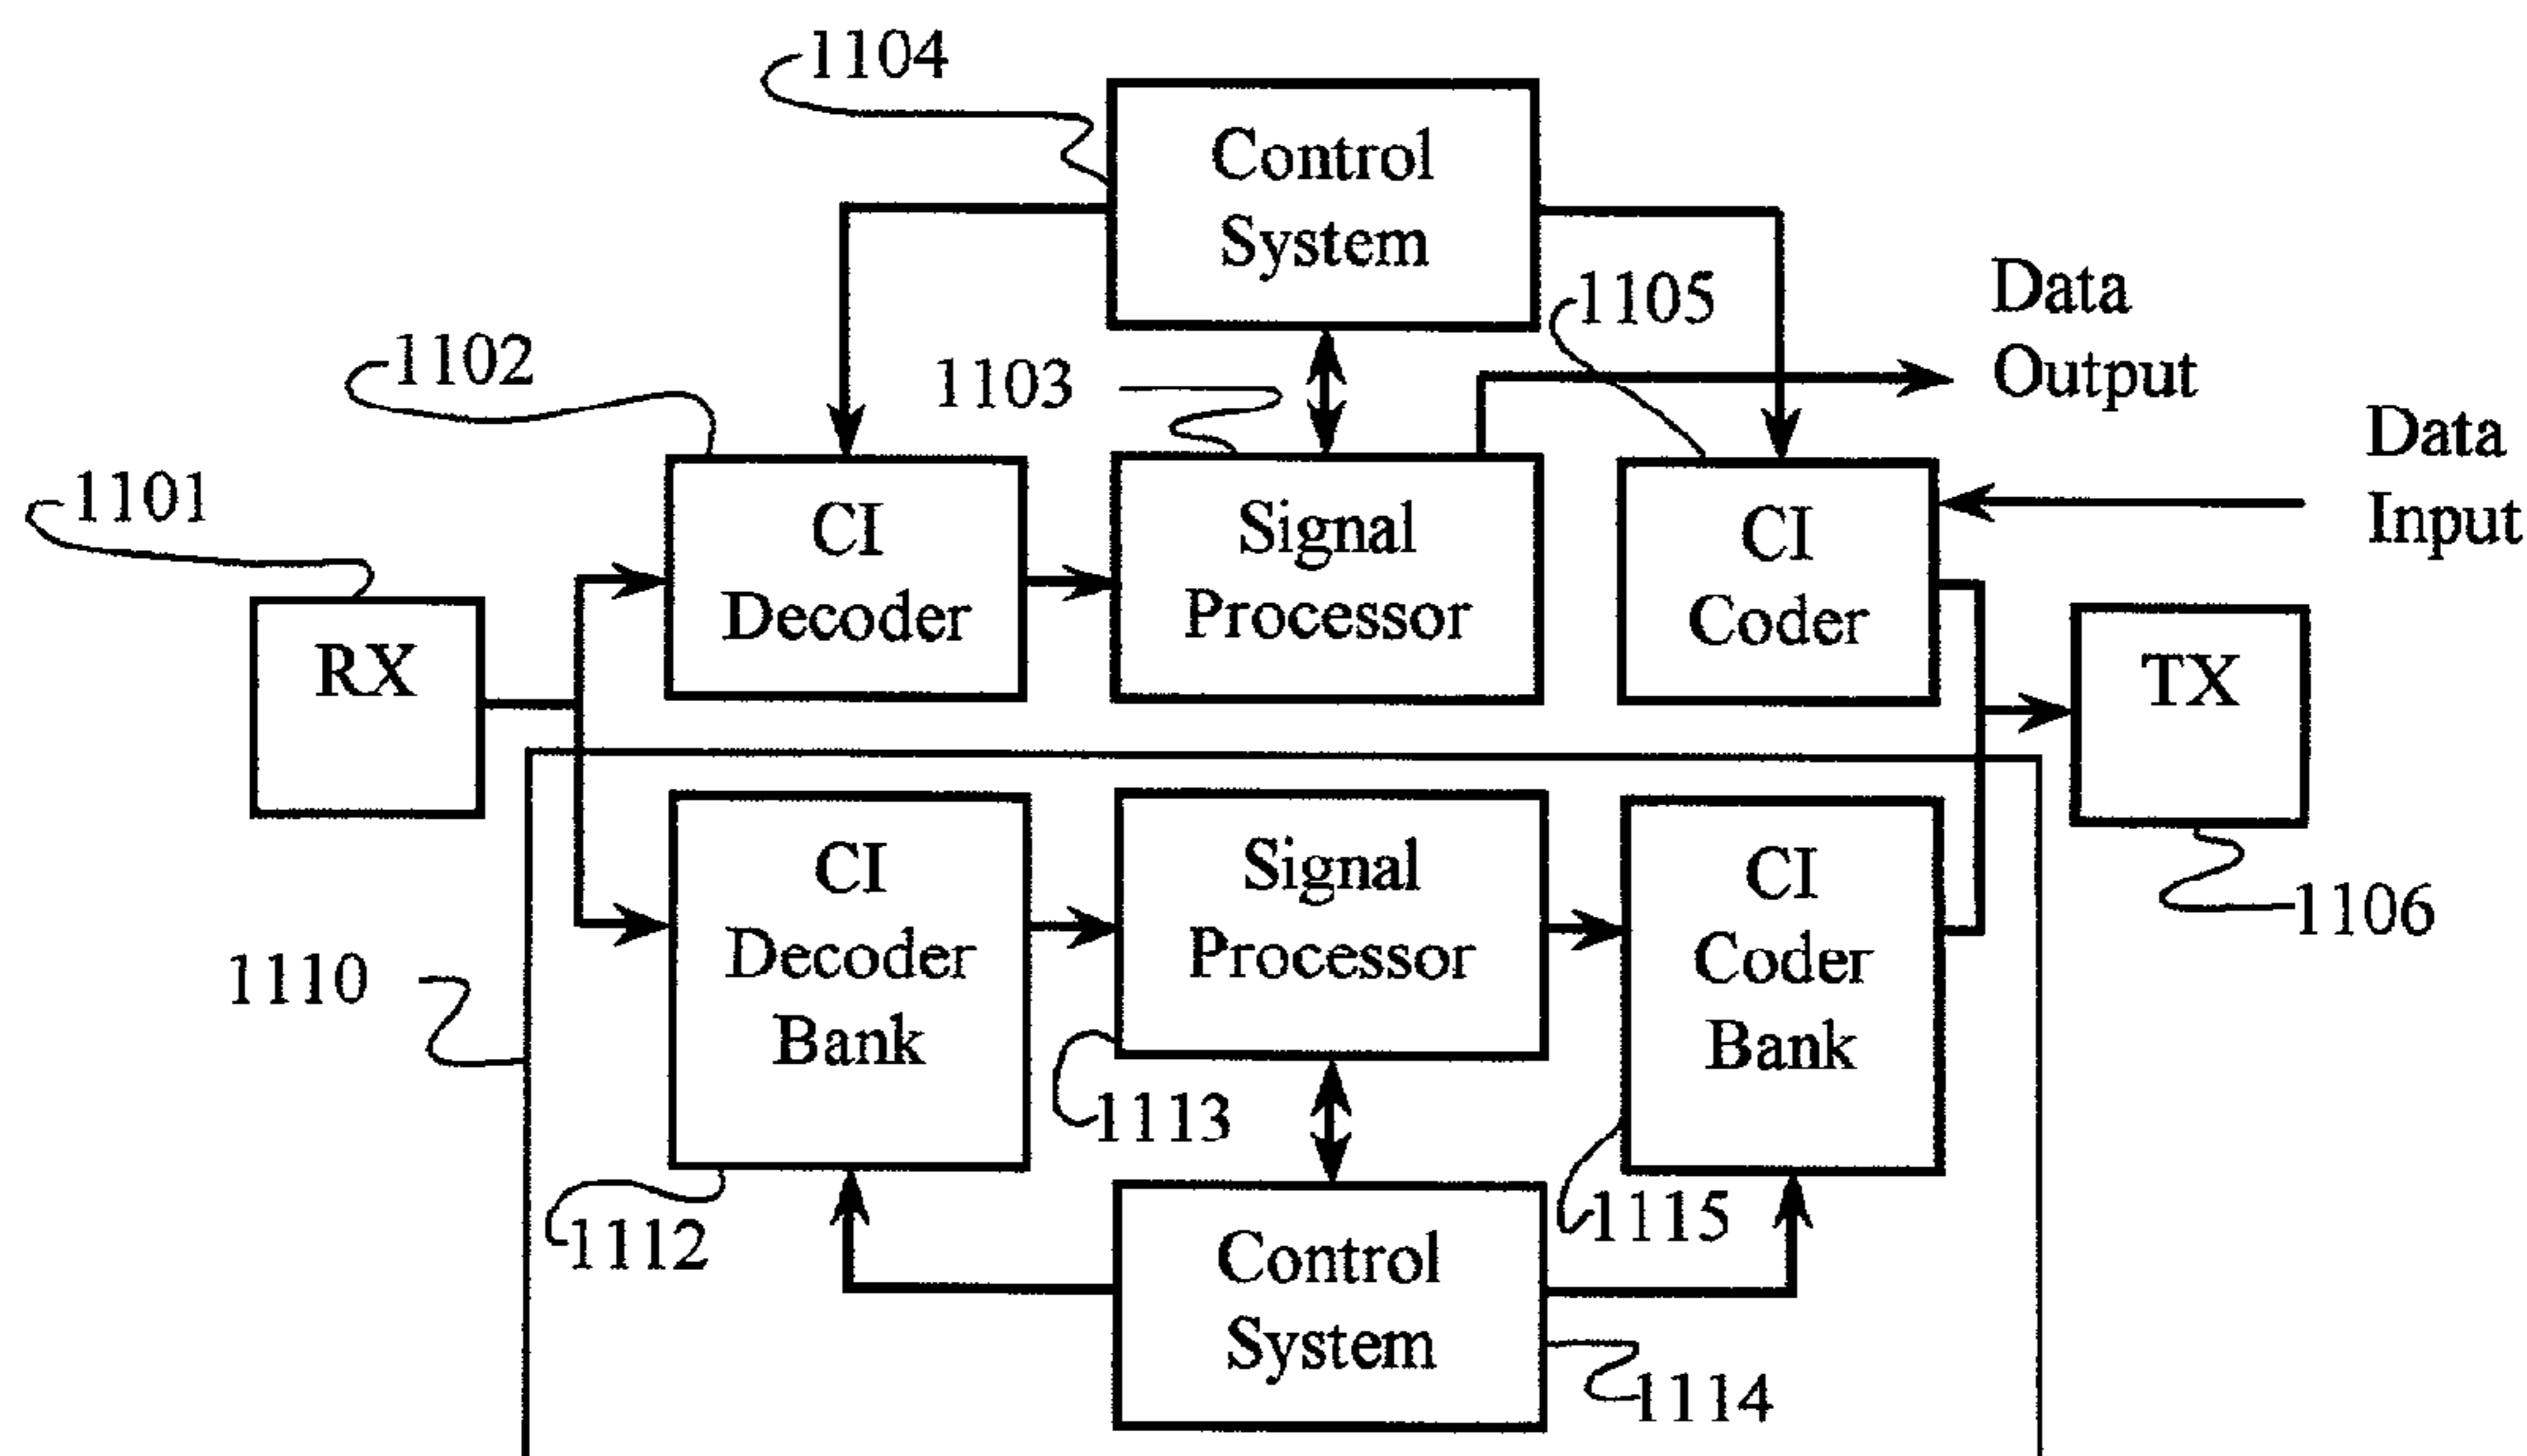 1104
Control
System
1105
Data
Output
1102
1103
Data
Input
1101
CI
Decoder
Signal
Processor
CI
Coder
RX
TX
CI
Decoder
Bank
Signal
Processor
CI
Coder
Bank
1106
1110
1113
1112
1115
Control
System
1114